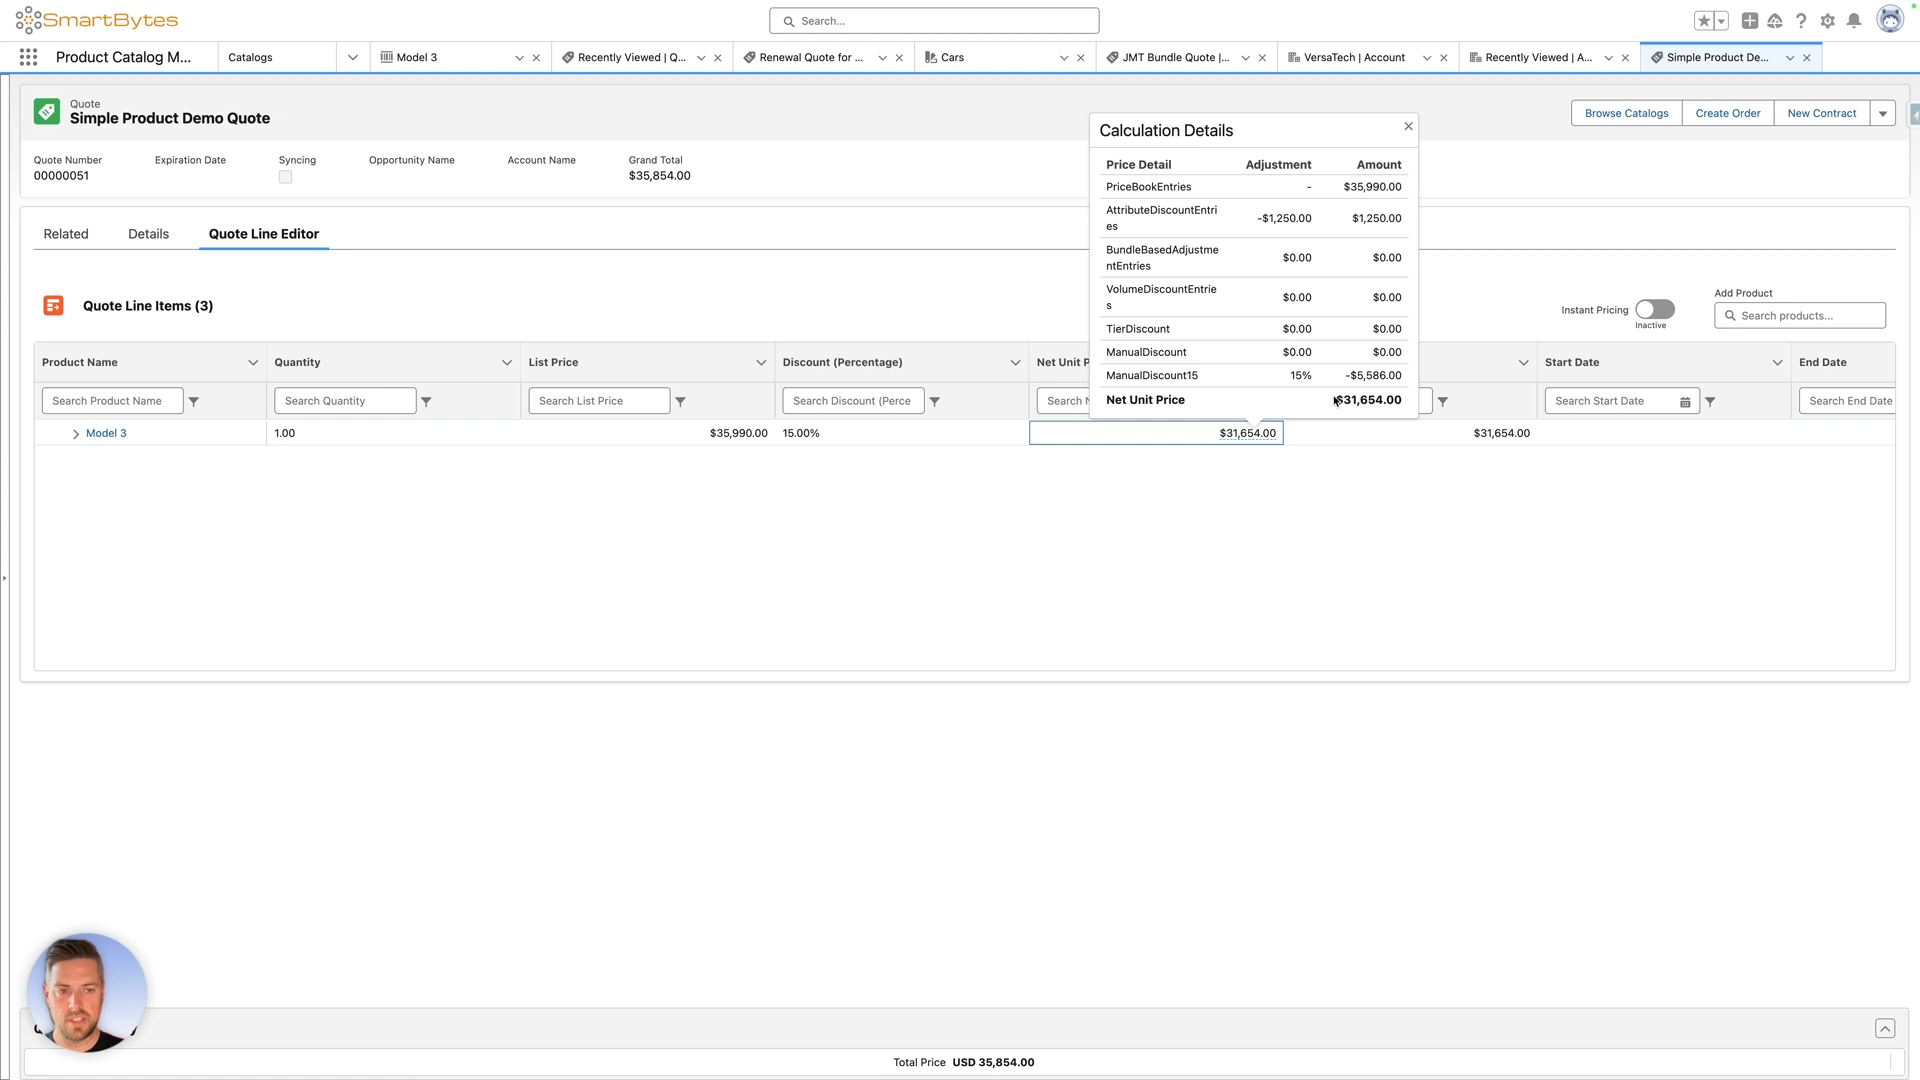 SmartBytes
Search...
Product Catalog M...
Catalogs
Model 3
Recently Viewed | Q...
Renewal Quote for ...
Cars
JMT Bundle Quote |...
VersaTech | Account
Recently Viewed | A...
Simple Product De...
Quote
Simple Product Demo Quote
Browse Catalogs
Create Order
New Contract
Quote Number
00000051
Expiration Date
Syncing
Opportunity Name
Account Name
Grand Total
$35,854.00
Calculation Details
Price Detail Adjustment Amount
PriceBookEntries - $35,990.00
AttributeDiscountEntri
es -$1,250.00 $1,250.00
BundleBasedAdjustme
ntEntries $0.00 $0.00
VolumeDiscountEntrie
s $0.00 $0.00
TierDiscount $0.00 $0.00
ManualDiscount $0.00 $0.00
ManualDiscount15 15% -$5,586.00
Net Unit Price $31,654.00
Related
Details
Quote Line Editor
Quote Line Items (3)
Instant Pricing
Inactive
Add Product
Search products...
Product Name
Quantity
List Price
Discount (Percentage)
Net Unit P
Start Date
End Date
Search Product Name
Search Quantity
Search List Price
Search Discount (Perce
Search N
Search Start Date
Search End Date
Model 3 1.00 $35,990.00 15.00% $31,654.00 $31,654.00
Total Price USD 35,854.00